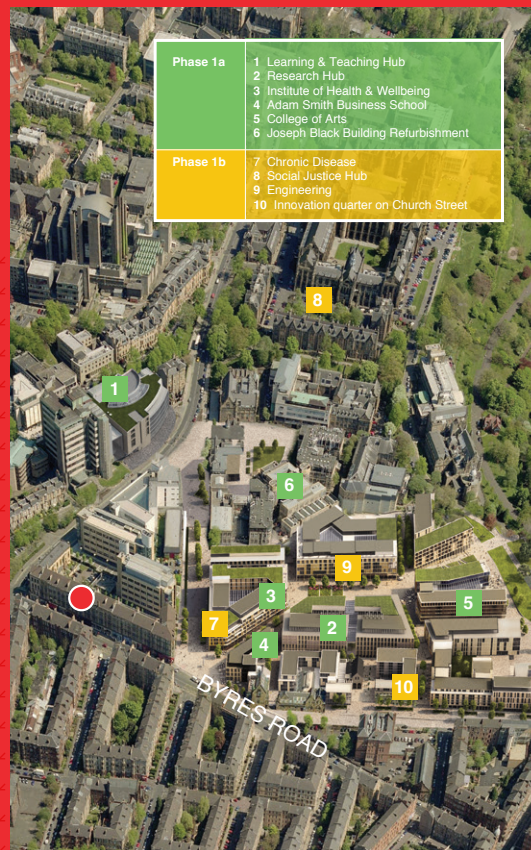 Phase 1a
1 Learning & Teaching Hub
2 Research Hub
3 Institute of Health & Wellbeing
4 Adam Smith Business School
5 College of Arts
6 Joseph Black Building Refurbishment
Phase 1b
7 Chronic Disease
8 Social Justice Hub
9 Engineering
10 Innovation quarter on Church Street
8
1
6
9
3
7
2
5
4
10
BYRES ROAD